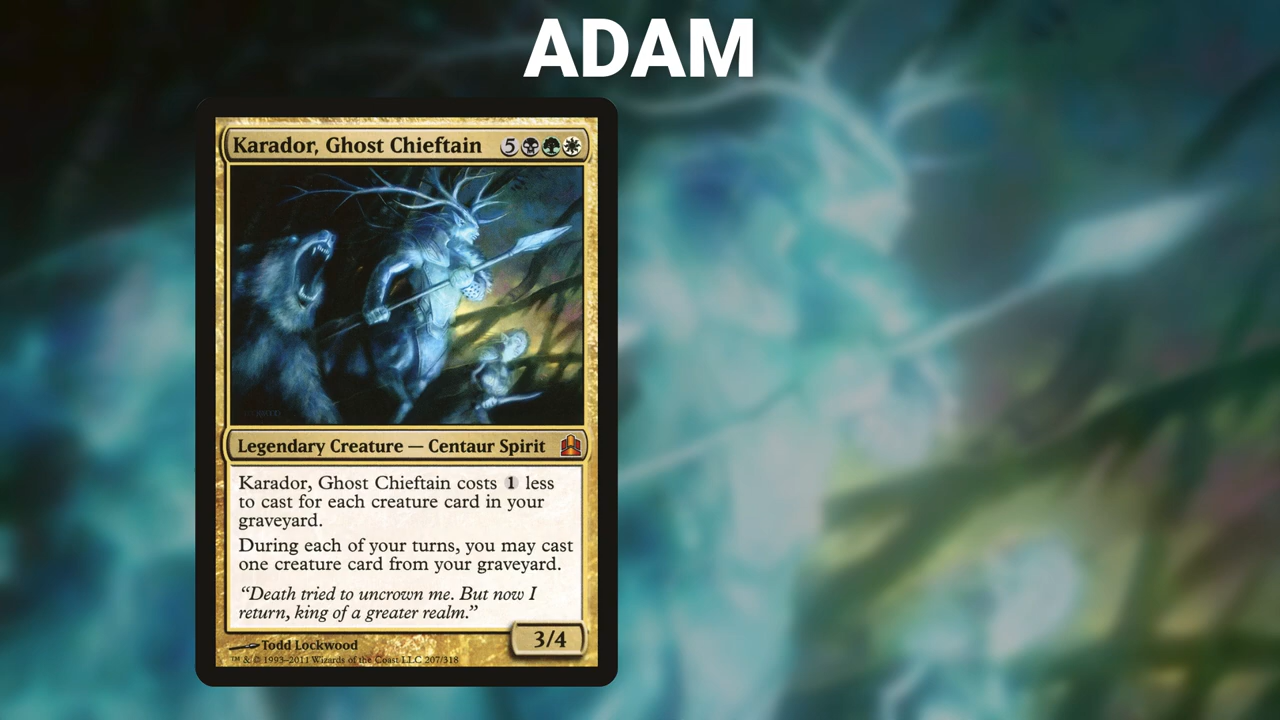 ADAM
Karador, Ghost Chieftain 5
Legendary Creature — Centaur Spirit
Karador, Ghost Chieftain costs 1 less
to cast for each creature card in your
graveyard.
During each of your turns, you may cast
one creature card from your graveyard.
“Death tried to uncrown me. But now I
return, king of a greater realm.”
3/4
Todd Lockwood
™ & © 1993–2011 Wizards of the Coast LLC 207/318